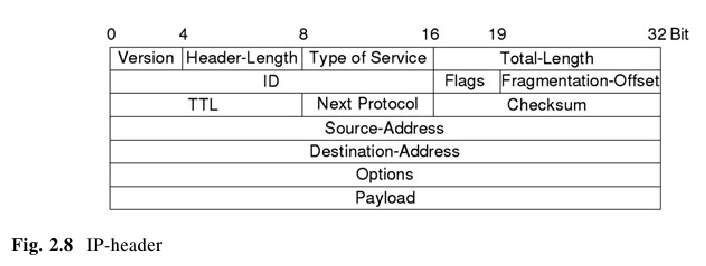 0 4 8 16 19 32 Bit
Version Header-Length Type of Service Total-Length
ID Flags Fragmentation-Offset
TTL Next Protocol Checksum
Source-Address
Destination-Address
Options
Payload
Fig. 2.8 IP-header